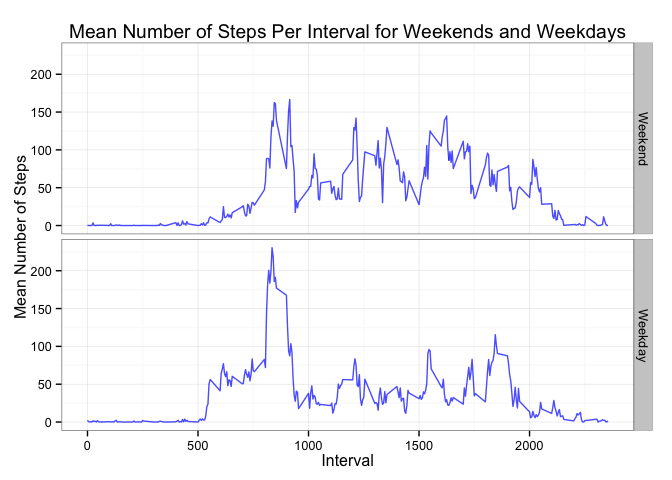 Mean Number of Steps Per Interval for Weekends and Weekdays
200
150
100
50
0
Weekend
Mean Number of Steps
200
150
100
50
0
Weekday
0 500 1000 1500 2000
Interval